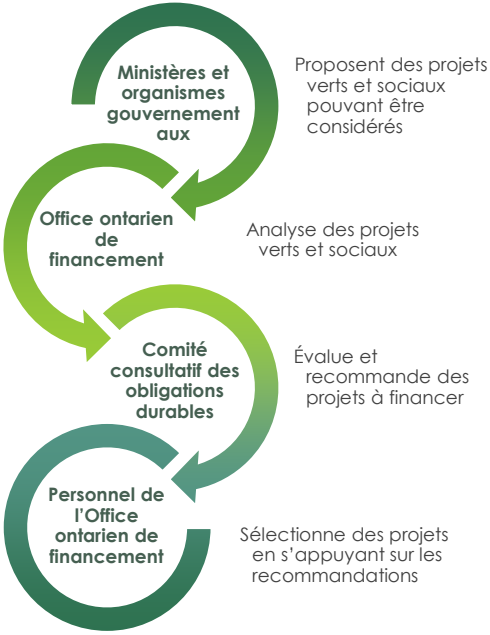 Ministères et
organismes
gouvernement
aux
Proposent des projets
verts et sociaux
pouvant être
considérés
Office ontarien
de
financement
Analyse des projets
verts et sociaux
Comité
consultatif des
obligations
durables
Évalue et
recommande des
projets à financer
Personnel de
l’Office
ontarien de
financement
Sélectionne des projets
en s’appuyant sur les
recommandations